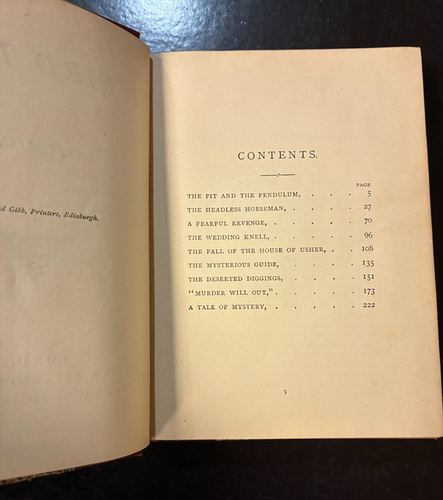 d Gibb, Printers, Edinburgh.
CONTENTS.
PAGE
THE PIT AND THE PENDULUM, . . . 5
THE HEADLESS HORSEMAN, . . . . 27
A FEARFUL REVENGE, . . . . . 70
THE WEDDING KNELL, . . . . . 96
THE FALL OF THE HOUSE OF USHER, . . 108
THE MYSTERIOUS GUIDE, . . . . 135
THE DESERTED DIGGINGS, . . . . 151
"MURDER WILL OUT," . . . . . 173
A TALE OF MYSTERY, . . . . . 222
3